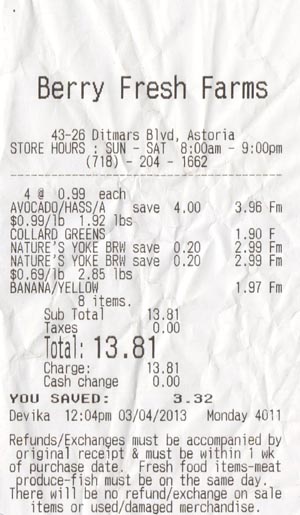 Berry Fresh Farms
43-26 Ditmars Blvd, Astoria
STORE HOURS : SUN - SAT 8:00am - 9:00pm
(718) - 204 - 1662
4 @ 0.99 each
AVOCADO/HASS/A save 4.00 3.96 Fm
$0.99/lb 1.92 lbs
COLLARD GREENS 1.90 F
NATURE'S YOKE BRW save 0.20 2.99 Fm
NATURE'S YOKE BRW save 0.20 2.99 Fm
$0.69/lb 2.85 lbs
BANANA/YELLOW 1.97 Fm
8 items.
Sub Total 13.81
Taxes 0.00
Total: 13.81
Charge: 13.81
Cash change 0.00
YOU SAVED: 3.32
Devika 12:04pm 03/04/2013 Monday 4011
Refunds/Exchanges must be accompanied by
original receipt & must be within 1 wk
of purchase date. Fresh food items-meat
produce-fish must be on the same day.
There will be no refund/exchange on sale
items or used/damaged merchandise.